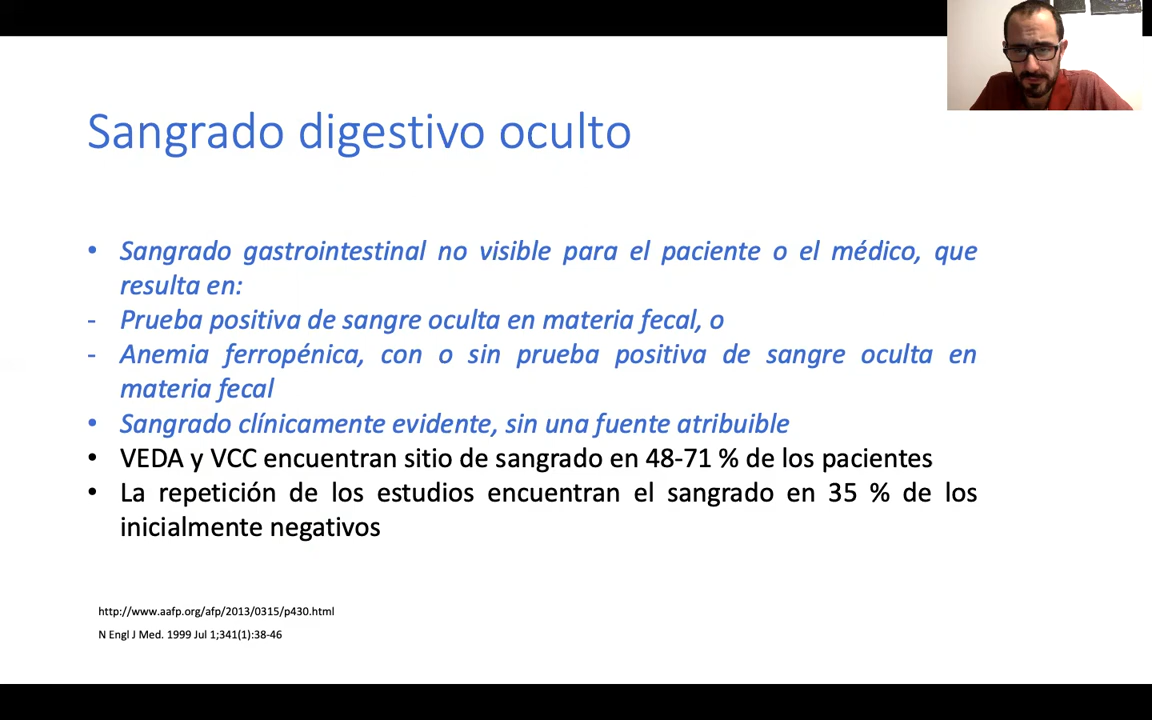 Sangrado digestivo oculto
• Sangrado gastrointestinal no visible para el paciente o el médico, que
resulta en:
- Prueba positiva de sangre oculta en materia fecal, o
- Anemia ferropénica, con o sin prueba positiva de sangre oculta en
materia fecal
• Sangrado clínicamente evidente, sin una fuente atribuible
• VEDA y VCC encuentran sitio de sangrado en 48-71 % de los pacientes
• La repetición de los estudios encuentran el sangrado en 35 % de los
inicialmente negativos
http://www.aafp.org/afp/2013/0315/p430.html
N Engl J Med. 1999 Jul 1;341(1):38-46